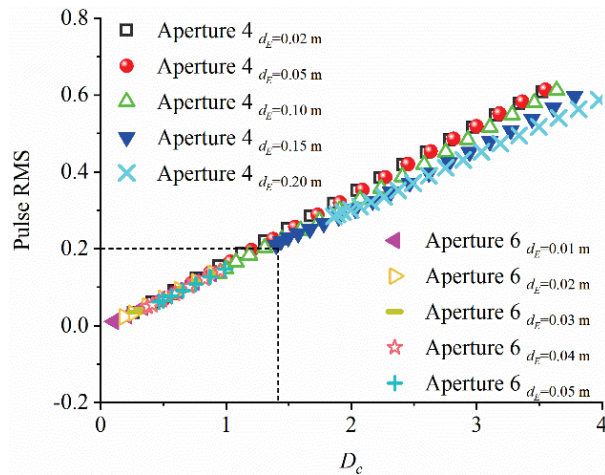 0.8
Aperture 4 d_E=0.02 m
Aperture 4 d_E=0.05 m
0.6
Aperture 4 d_E=0.10 m
Aperture 4 d_E=0.15 m
0.4
Aperture 4 d_E=0.20 m
Pulse RMS
0.2
Aperture 6 d_E=0.01 m
Aperture 6 d_E=0.02 m
0.0
Aperture 6 d_E=0.03 m
Aperture 6 d_E=0.04 m
Aperture 6 d_E=0.05 m
-0.2
0 1 2 3 4
D_c